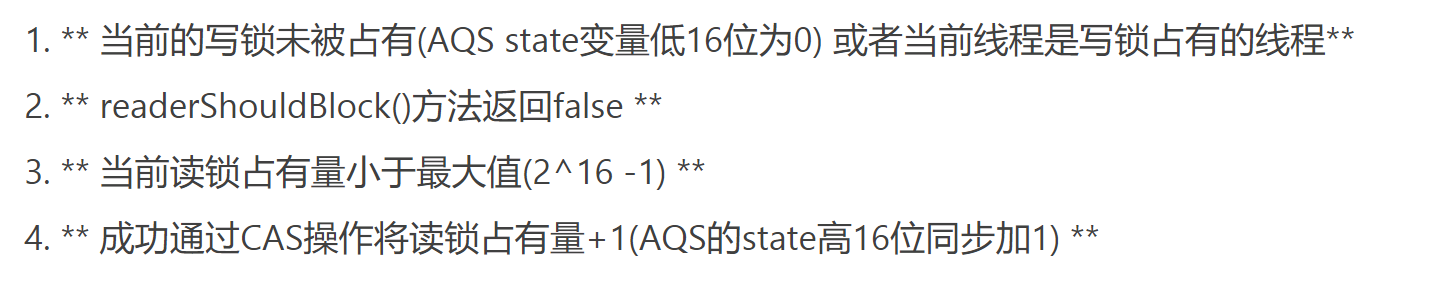 1. ** 当前的写锁未被占有(AQS state变量低16位为0) 或者当前线程是写锁占有的线程**
2. ** readerShouldBlock()方法返回false **
3. ** 当前读锁占有量小于最大值(2^16 -1) **
4. ** 成功通过CAS操作将读锁占有量+1(AQS的state高16位同步加1) **